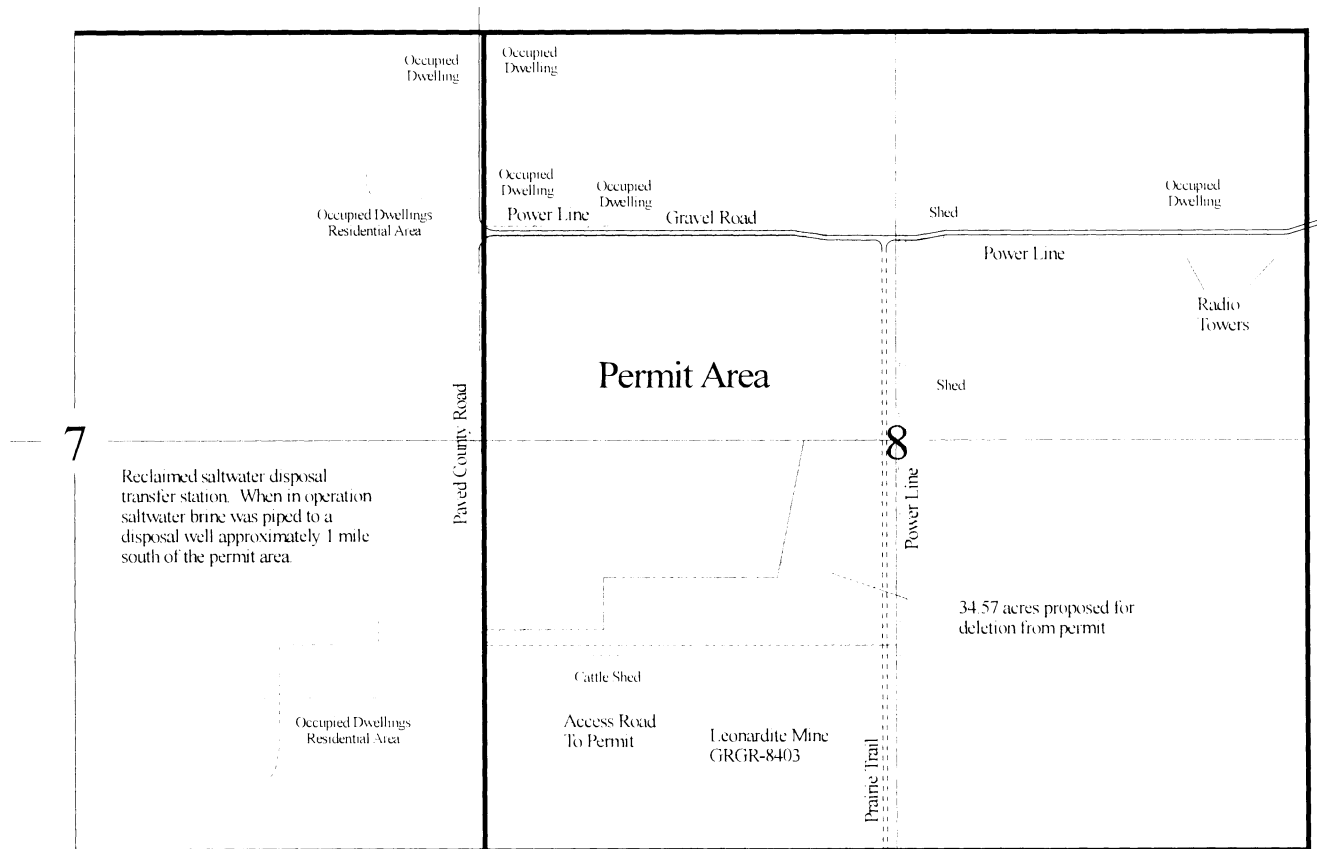 Occupied
Dwelling
Occupied
Dwelling
Occupied
Dwelling
Occupied
Dwelling
Occupied
Dwelling
Occupied Dwellings
Residential Area
Power Line
Gravel Road
Shed
Power Line
Radio
Towers
Permit Area
Shed
Paved County Road
7
8
Reclaimed saltwater disposal
transfer station. When in operation
saltwater brine was piped to a
disposal well approximately 1 mile
south of the permit area.
Power Line
34.57 acres proposed for
deletion from permit
Cattle Shed
Occupied Dwellings
Residential Area
Access Road
To Permit
Leonardite Mine
GRGR-8403
Prairie Trail